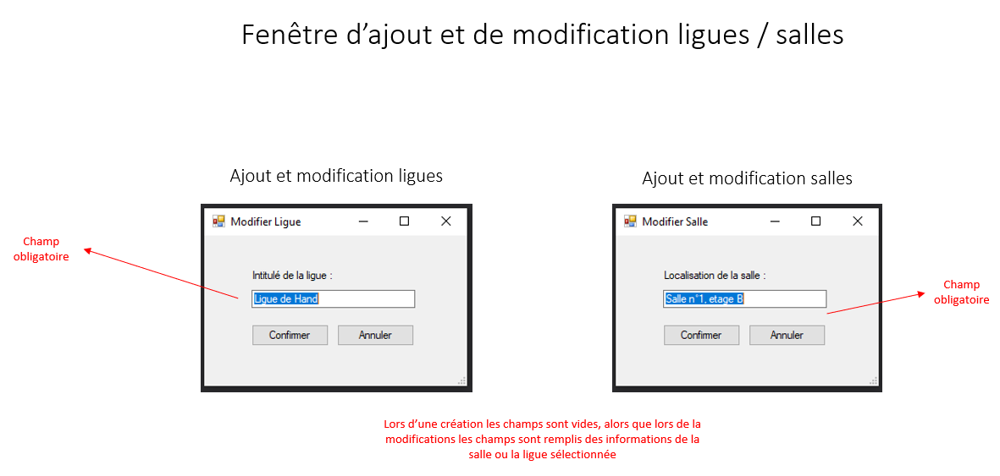 Fenêtre d’ajout et de modification ligues / salles
Ajout et modification ligues
Ajout et modification salles
Modifier Ligue
Modifier Salle
Champ
obligatoire
Intitulé de la ligue :
Ligue de Hand
Confirmer
Annuler
Localisation de la salle :
Salle n°1, etage B
Confirmer
Annuler
Champ
obligatoire
Lors d’une création les champs sont vides, alors que lors de la
modifications les champs sont remplis des informations de la
salle ou la ligue sélectionnée